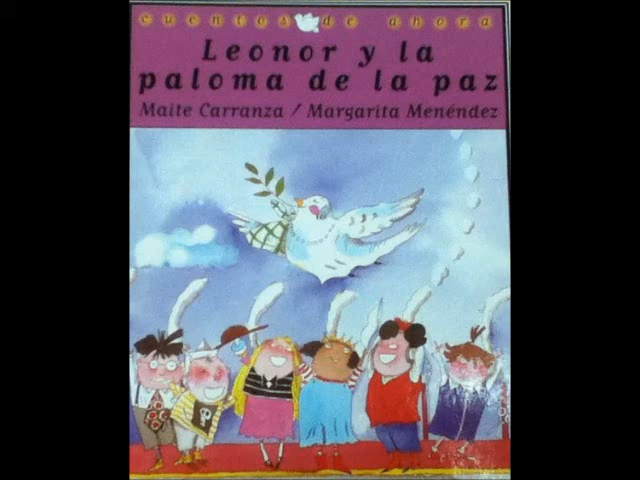 cuentos de ahora
Leonor y la
paloma de la paz
Maite Carranza / Margarita Menéndez
P